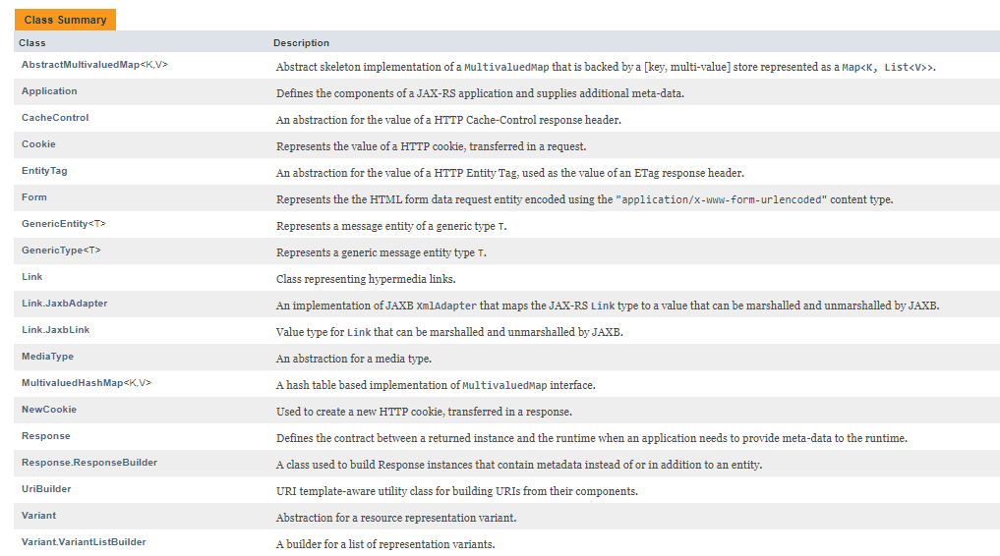 Class Summary
Class Description
AbstractMultivaluedMap<K,V> Abstract skeleton implementation of a MultivaluedMap that is backed by a [key, multi-value] store represented as a Map<K, List<V>>.
Application Defines the components of a JAX-RS application and supplies additional meta-data.
CacheControl An abstraction for the value of a HTTP Cache-Control response header.
Cookie Represents the value of a HTTP cookie, transferred in a request.
EntityTag An abstraction for the value of a HTTP Entity Tag, used as the value of an ETag response header.
Form Represents the the HTML form data request entity encoded using the "application/x-www-form-urlencoded" content type.
GenericEntity<T> Represents a message entity of a generic type T.
GenericType<T> Represents a generic message entity type T.
Link Class representing hypermedia links.
Link.JaxbAdapter An implementation of JAXB XmlAdapter that maps the JAX-RS Link type to a value that can be marshalled and unmarshalled by JAXB.
Link.JaxbLink Value type for Link that can be marshalled and unmarshalled by JAXB.
MediaType An abstraction for a media type.
MultivaluedHashMap<K,V> A hash table based implementation of MultivaluedMap interface.
NewCookie Used to create a new HTTP cookie, transferred in a response.
Response Defines the contract between a returned instance and the runtime when an application needs to provide meta-data to the runtime.
Response.ResponseBuilder A class used to build Response instances that contain metadata instead of or in addition to an entity.
UriBuilder URI template-aware utility class for building URIs from their components.
Variant Abstraction for a resource representation variant.
Variant.VariantListBuilder A builder for a list of representation variants.